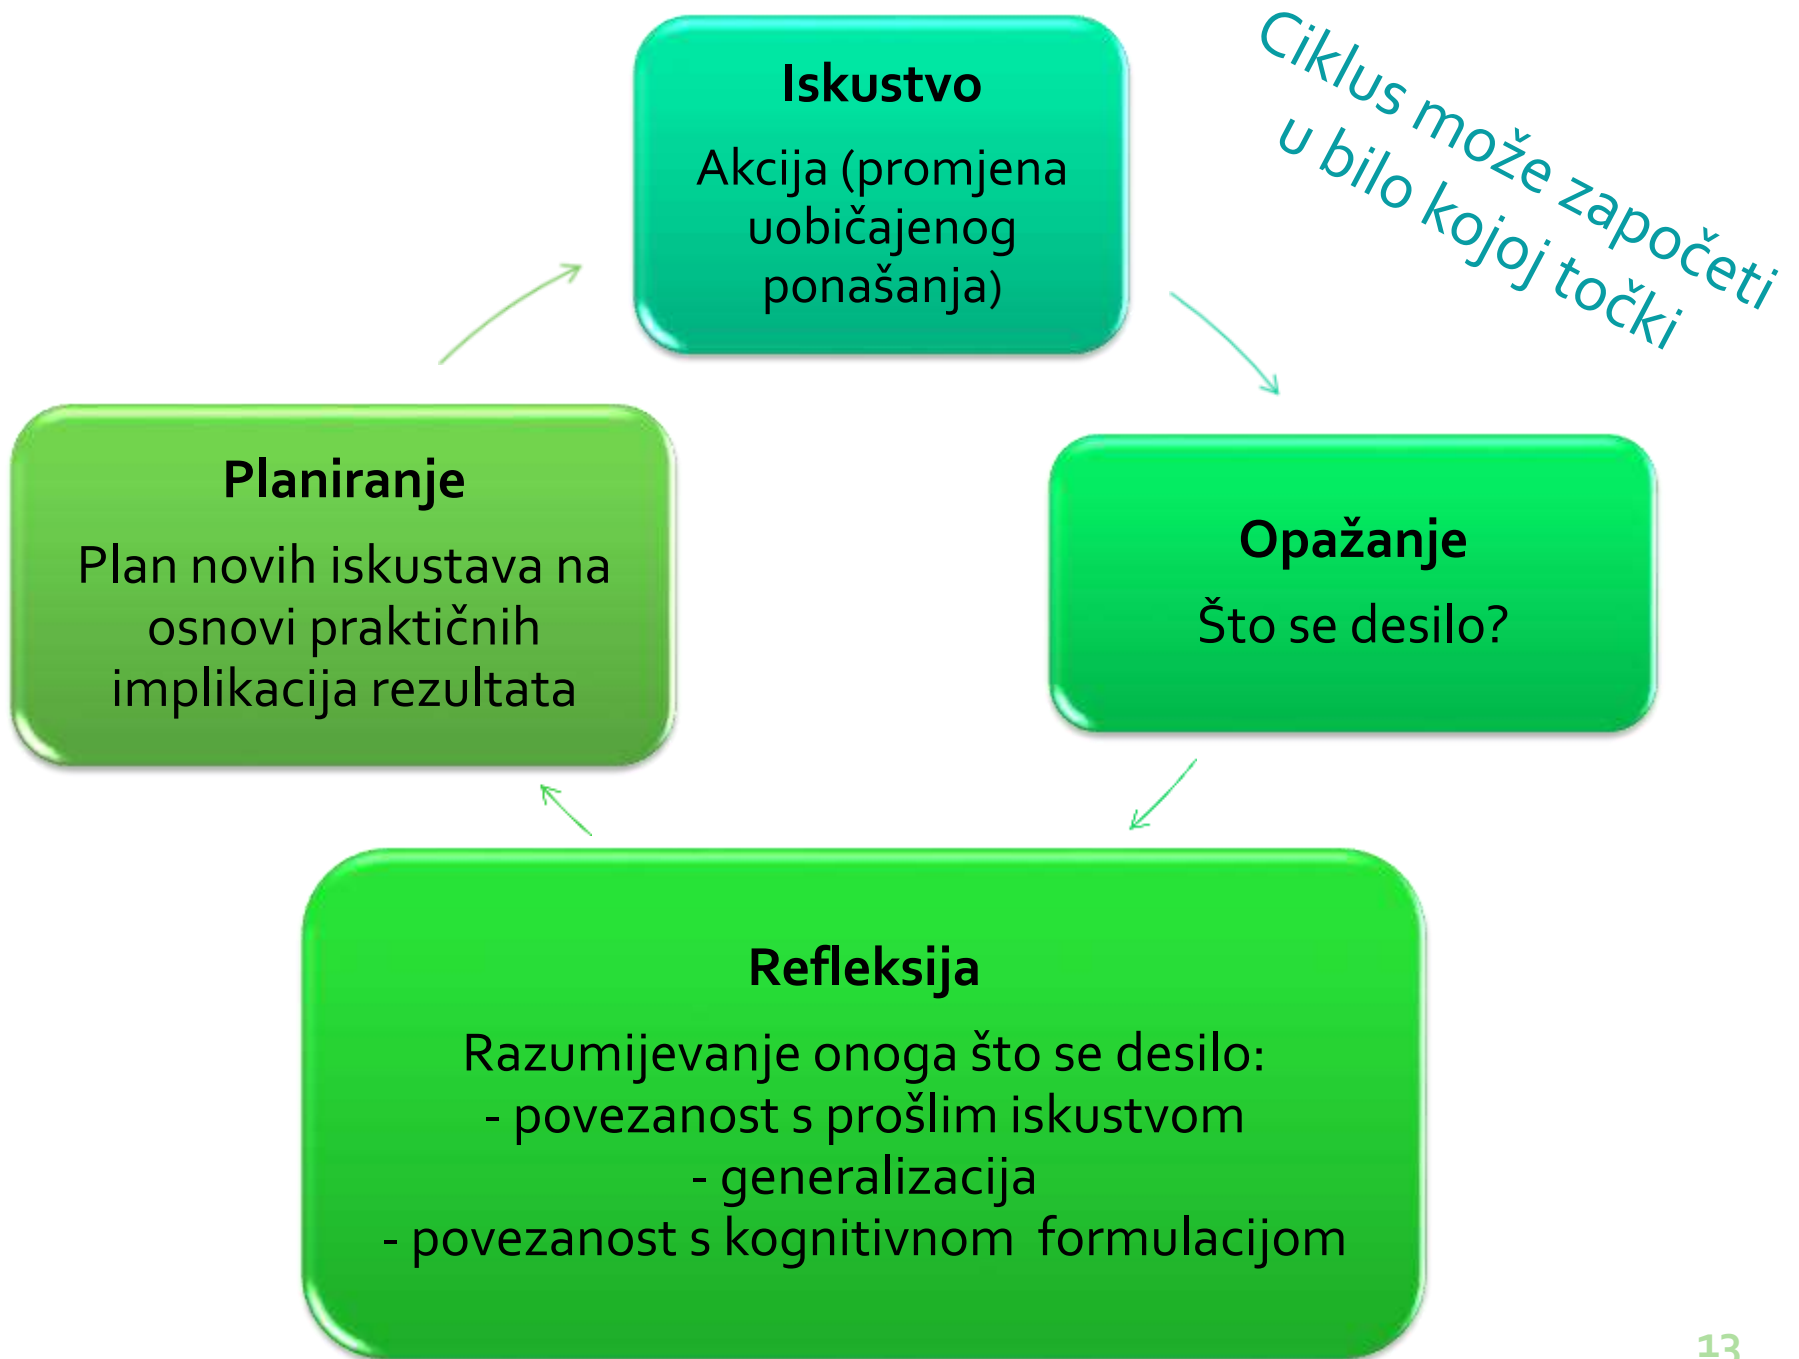 Iskustvo
Akcija (promjena
uobičajenog
ponašanja)
Ciklus može započeti
u bilo kojoj točki
Opažanje
Što se desilo?
Refleksija
Razumijevanje onoga što se desilo:
- povezanost s prošlim iskustvom
- generalizacija
- povezanost s kognitivnom formulacijom
Planiranje
Plan novih iskustava na
osnovi praktičnih
implikacija rezultata
13